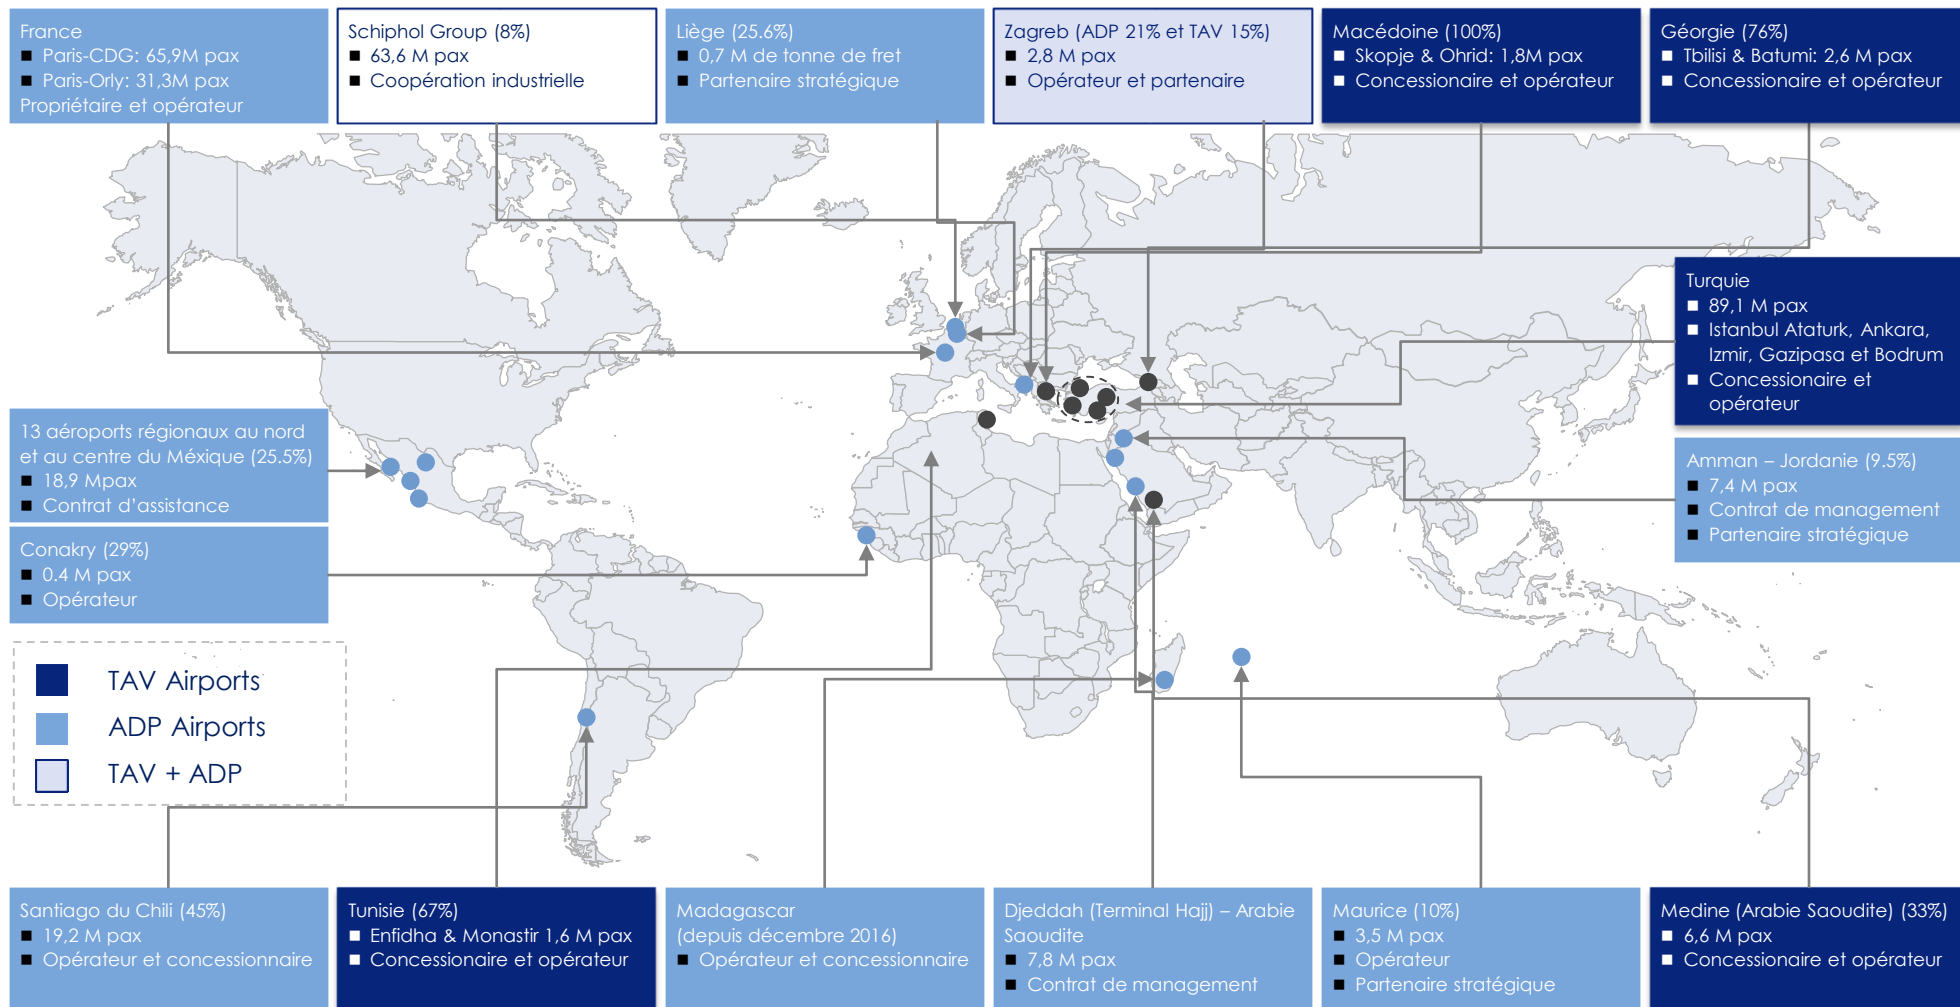 France
■ Paris-CDG: 65,9M pax
■ Paris-Orly: 31,3M pax
Propriétaire et opérateur
Schiphol Group (8%)
■ 63,6 M pax
■ Coopération industrielle
Liège (25.6%)
■ 0,7 M de tonne de fret
■ Partenaire stratégique
Zagreb (ADP 21% et TAV 15%)
■ 2,8 M pax
■ Opérateur et partenaire
Macédoine (100%)
■ Skopje & Ohrid: 1,8M pax
■ Concessionaire et opérateur
Géorgie (76%)
■ Tbilisi & Batumi: 2,6 M pax
■ Concessionaire et opérateur
Turquie
■ 89,1 M pax
■ Istanbul Ataturk, Ankara,
Izmir, Gazipasa et Bodrum
■ Concessionaire et
opérateur
13 aéroports régionaux au nord
et au centre du Méxique (25.5%)
■ 18,9 Mpax
■ Contrat d’assistance
Amman – Jordanie (9.5%)
■ 7,4 M pax
■ Contrat de management
■ Partenaire stratégique
Conakry (29%)
■ 0.4 M pax
■ Opérateur
TAV Airports
ADP Airports
TAV + ADP
Santiago du Chili (45%)
■ 19,2 M pax
■ Opérateur et concessionnaire
Tunisie (67%)
■ Enfidha & Monastir 1,6 M pax
■ Concessionaire et opérateur
Madagascar
(depuis décembre 2016)
■ Opérateur et concessionnaire
Djeddah (Terminal Hajj) – Arabie
Saoudite
■ 7,8 M pax
■ Contrat de management
Maurice (10%)
■ 3,5 M pax
■ Opérateur
■ Partenaire stratégique
Medine (Arabie Saoudite) (33%)
■ 6,6 M pax
■ Concessionaire et opérateur